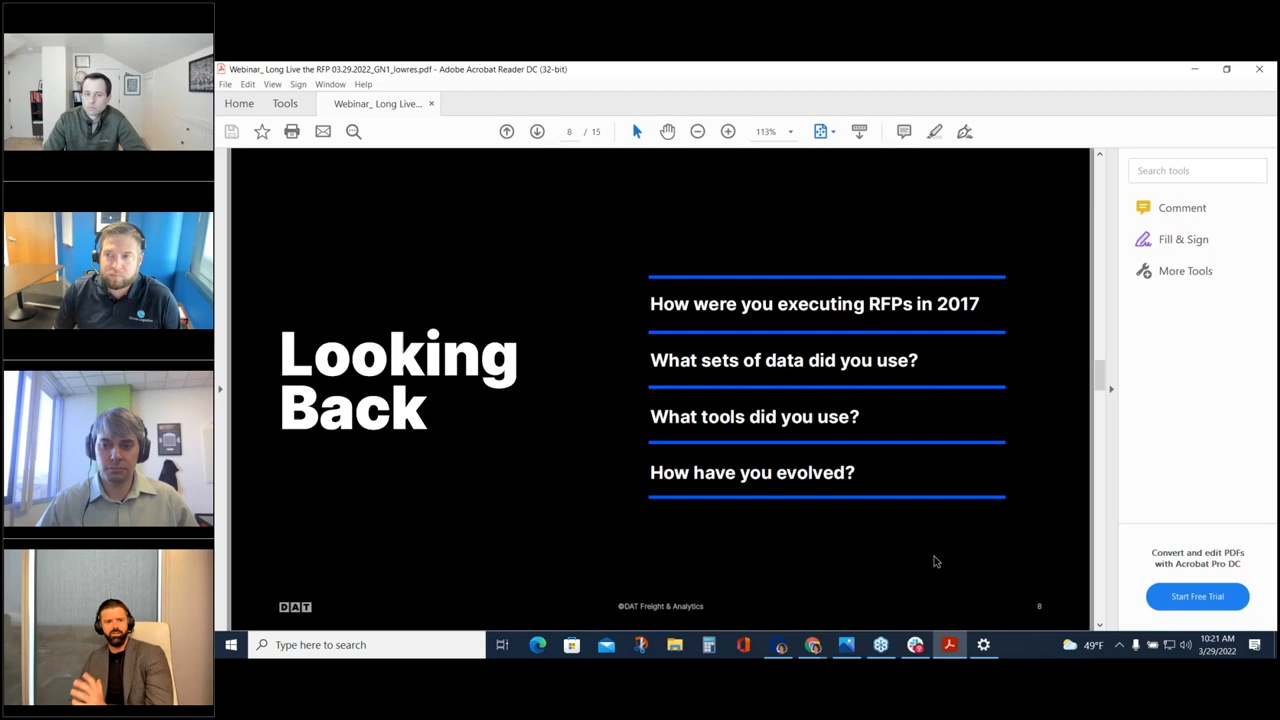 Webinar_ Long Live the RFP 03.29.2022_GN1_lowres.pdf - Adobe Acrobat Reader DC (32-bit)
File Edit View Sign Window Help
Home Tools Webinar_ Long Live... ×
8 / 15 113%
Search tools
Comment
Fill & Sign
More Tools
Looking
Back
How were you executing RFPs in 2017
What sets of data did you use?
What tools did you use?
How have you evolved?
Convert and edit PDFs
with Acrobat Pro DC
Start Free Trial
DAT ©DAT Freight & Analytics 8
Type here to search
49°F
10:21 AM
3/29/2022